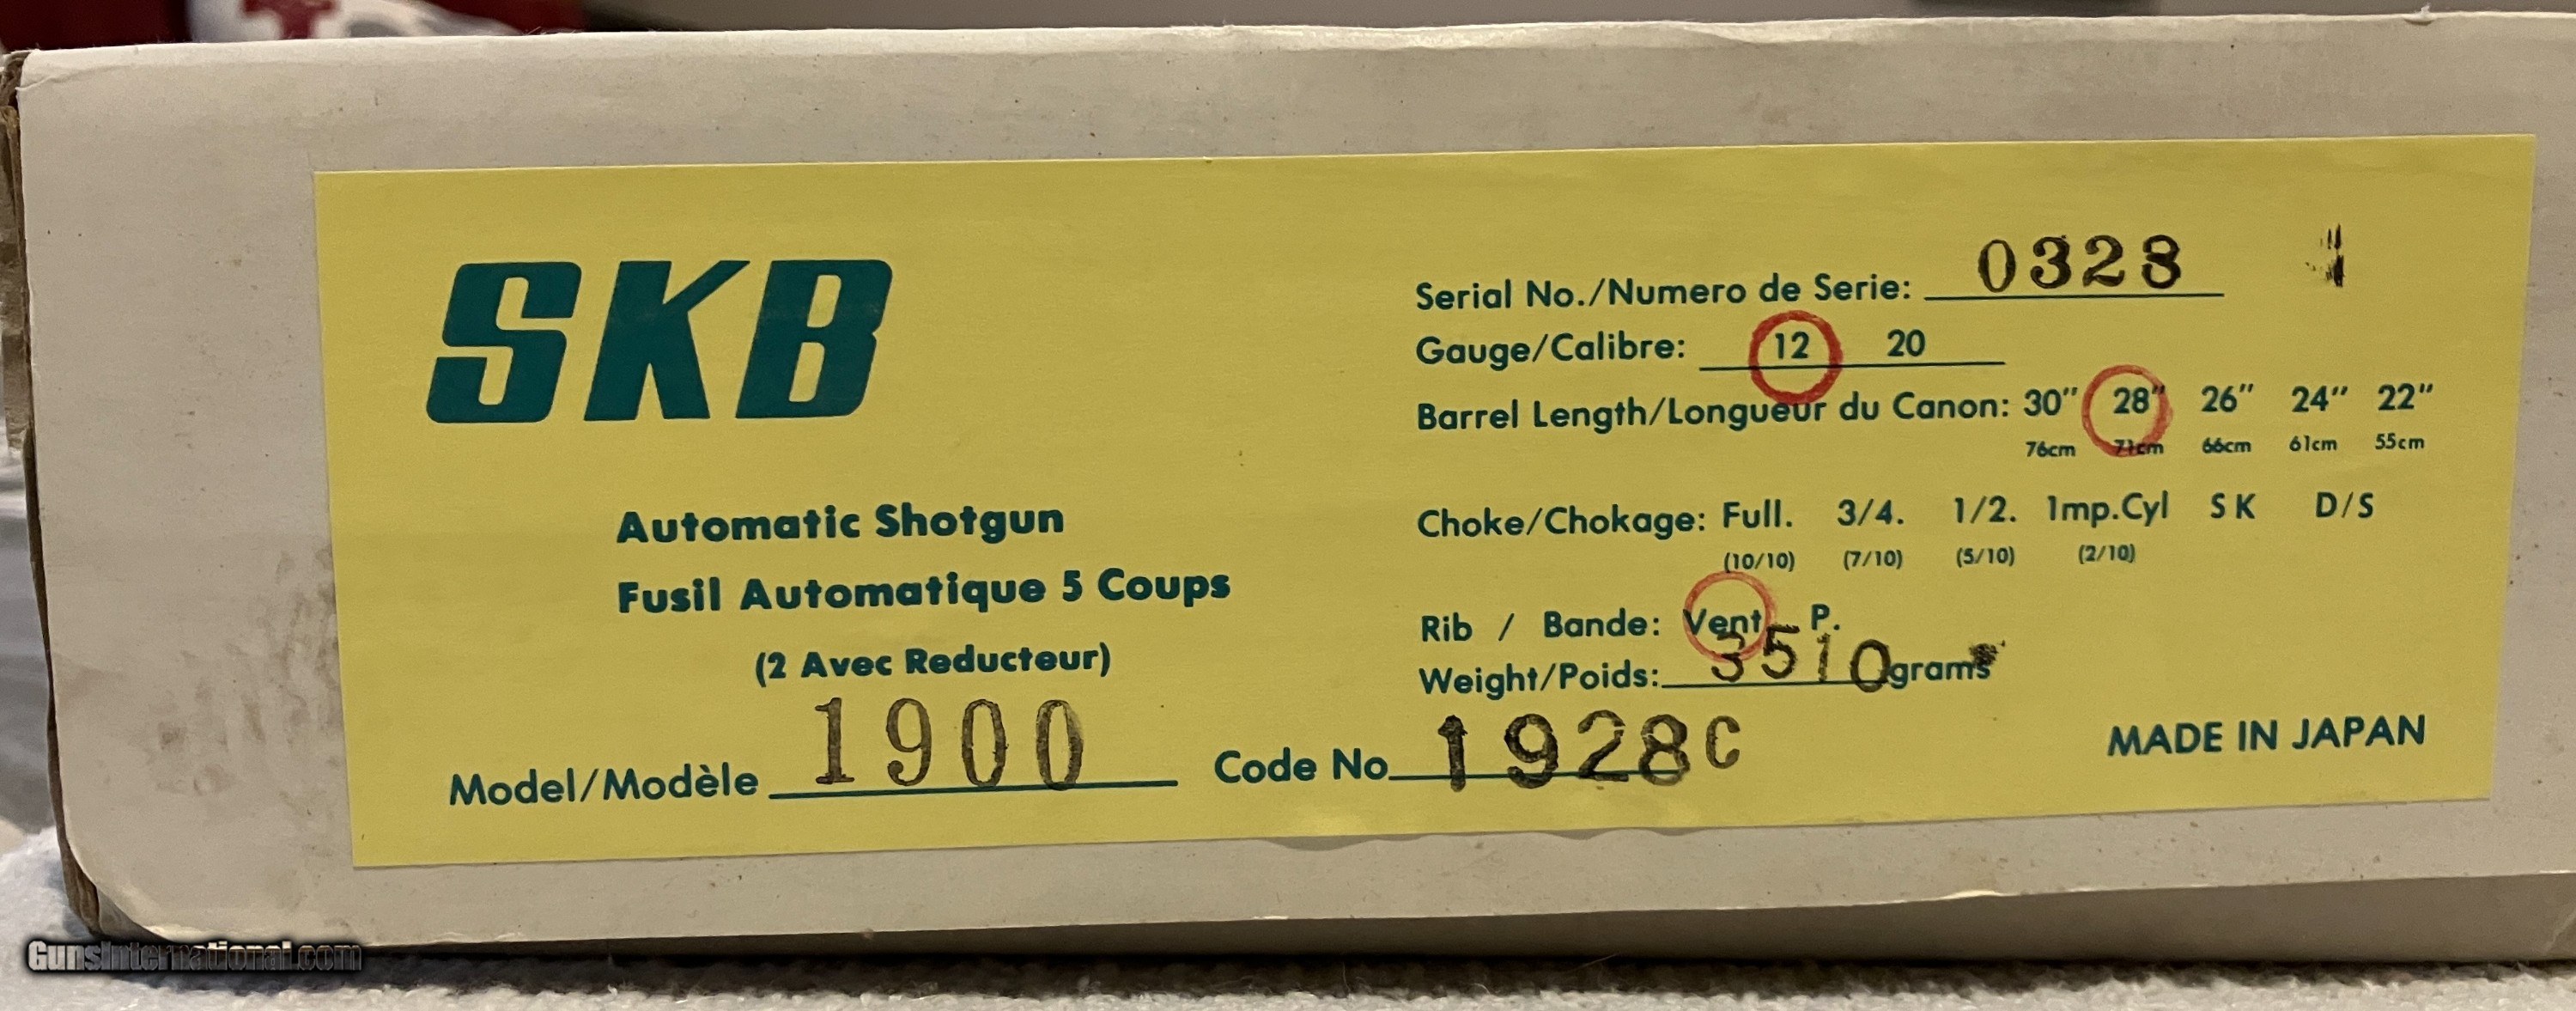 SKB
Automatic Shotgun
Fusil Automatique 5 Coups
(2 Avec Reducteur)
Model/Modèle 1900
Code No. 1928C
Serial No./Numero de Serie: 0328
Gauge/Calibre: 12 20
Barrel Length/Longueur du Canon: 30" 28" 26" 24" 22"
76cm 71cm 66cm 61cm 55cm
Choke/Chokage: Full. 3/4. 1/2. 1mp.Cyl SK D/S
(10/10) (7/10) (5/10) (2/10)
Rib / Bande: Vent. P.
Weight/Poids: 3510 grams
MADE IN JAPAN
GunsInternational.com